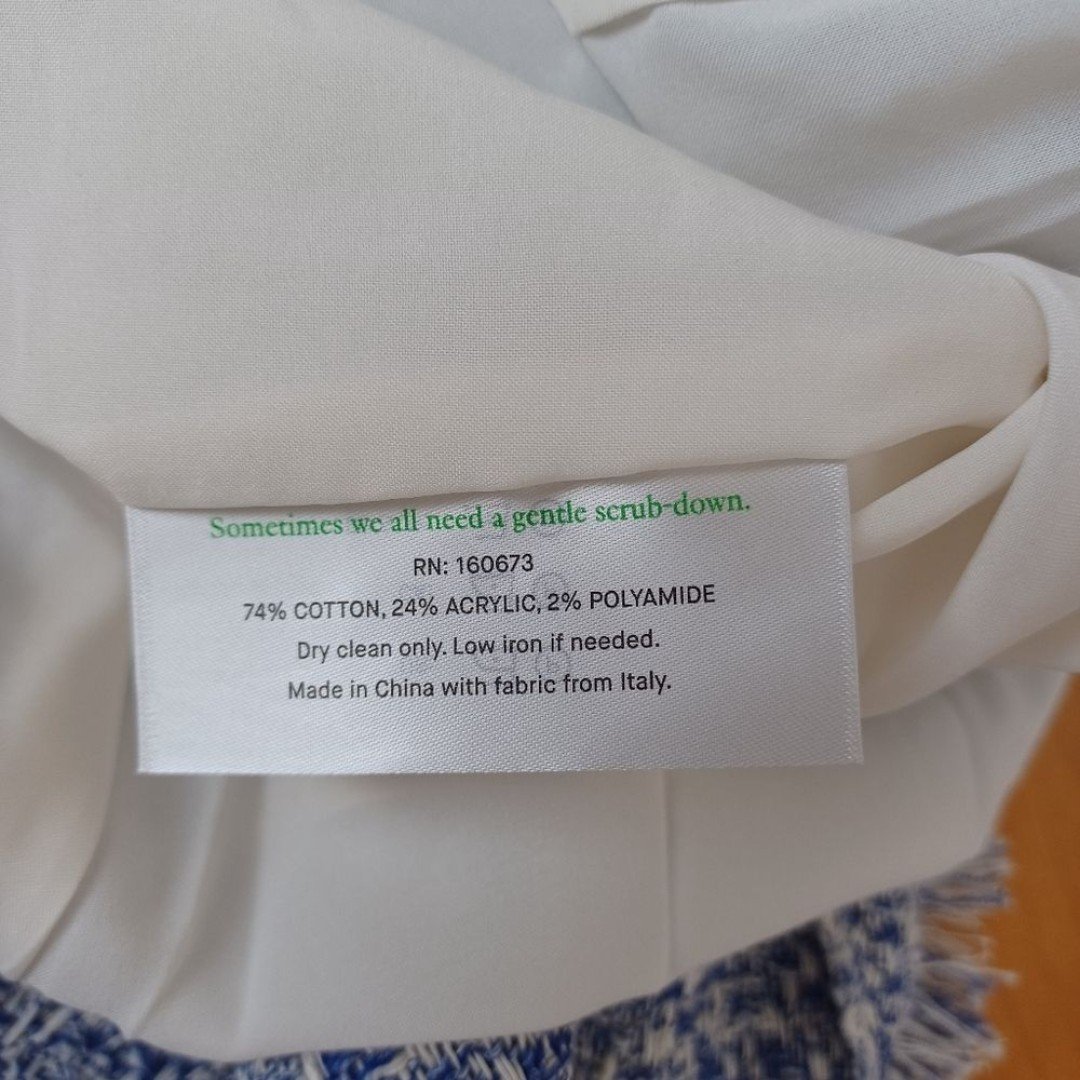 Sometimes we all need a gentle scrub-down.
RN: 160673
74% COTTON, 24% ACRYLIC, 2% POLYAMIDE
Dry clean only. Low iron if needed.
Made in China with fabric from Italy.